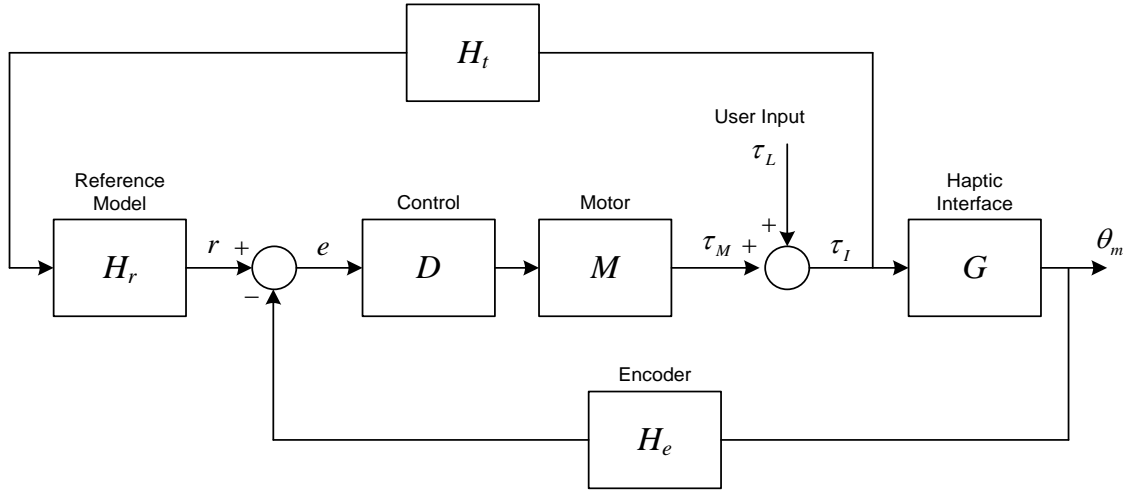 H_t
User Input
τ_L
Reference
Model
Control
Motor
Haptic
Interface
r + e τ_M + + τ_I θ_m
H_r D M G
−
Encoder
H_e